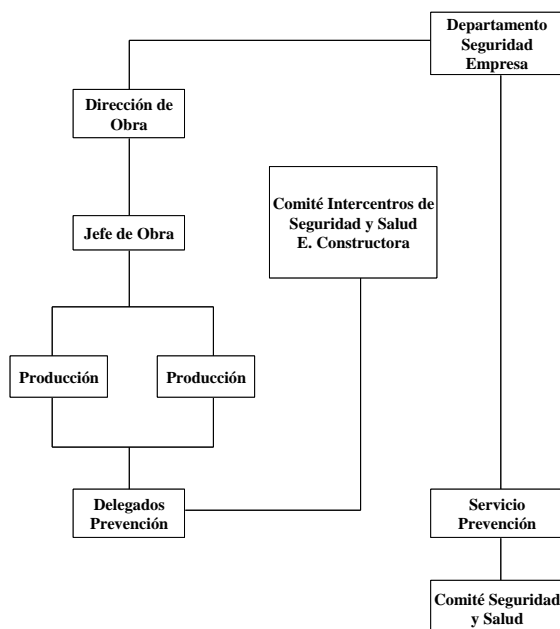 Departamento
Seguridad
Empresa
Dirección de
Obra
Comité Intercentros de
Seguridad y Salud
E. Constructora
Jefe de Obra
Producción
Producción
Delegados
Prevención
Servicio
Prevención
Comité Seguridad
y Salud